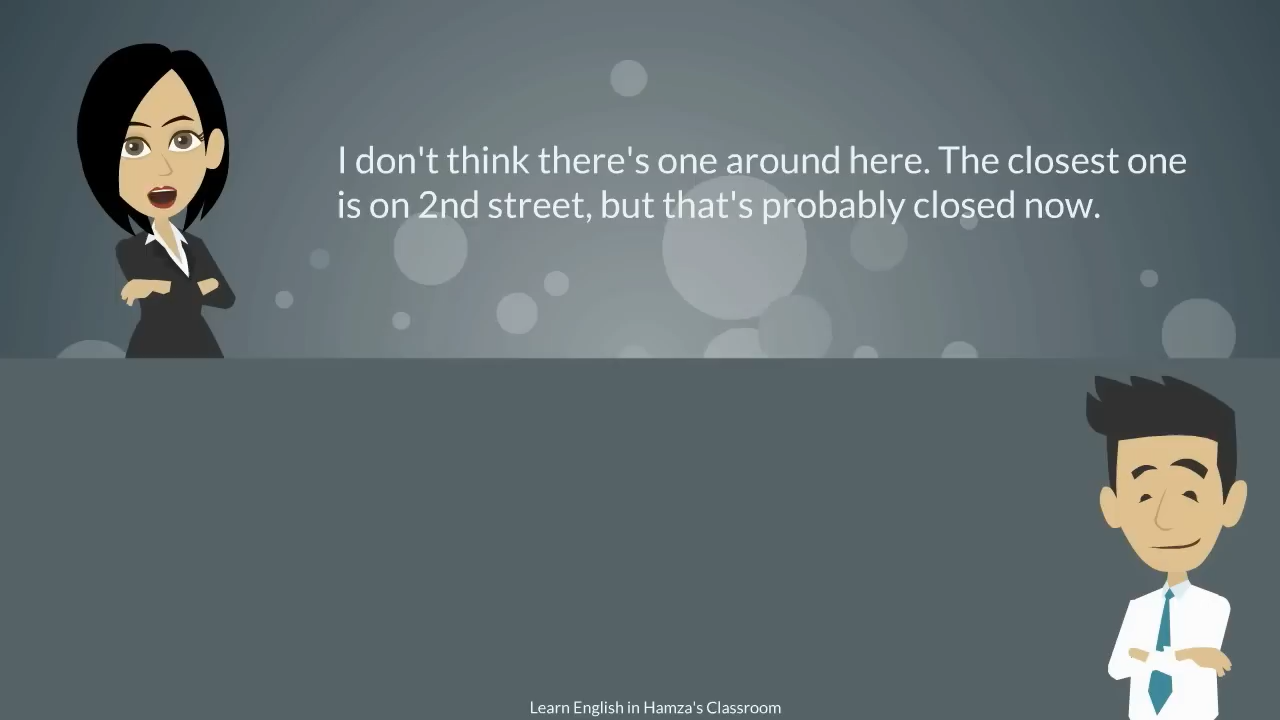 I don't think there's one around here. The closest one
is on 2nd street, but that's probably closed now.
Learn English in Hamza's Classroom